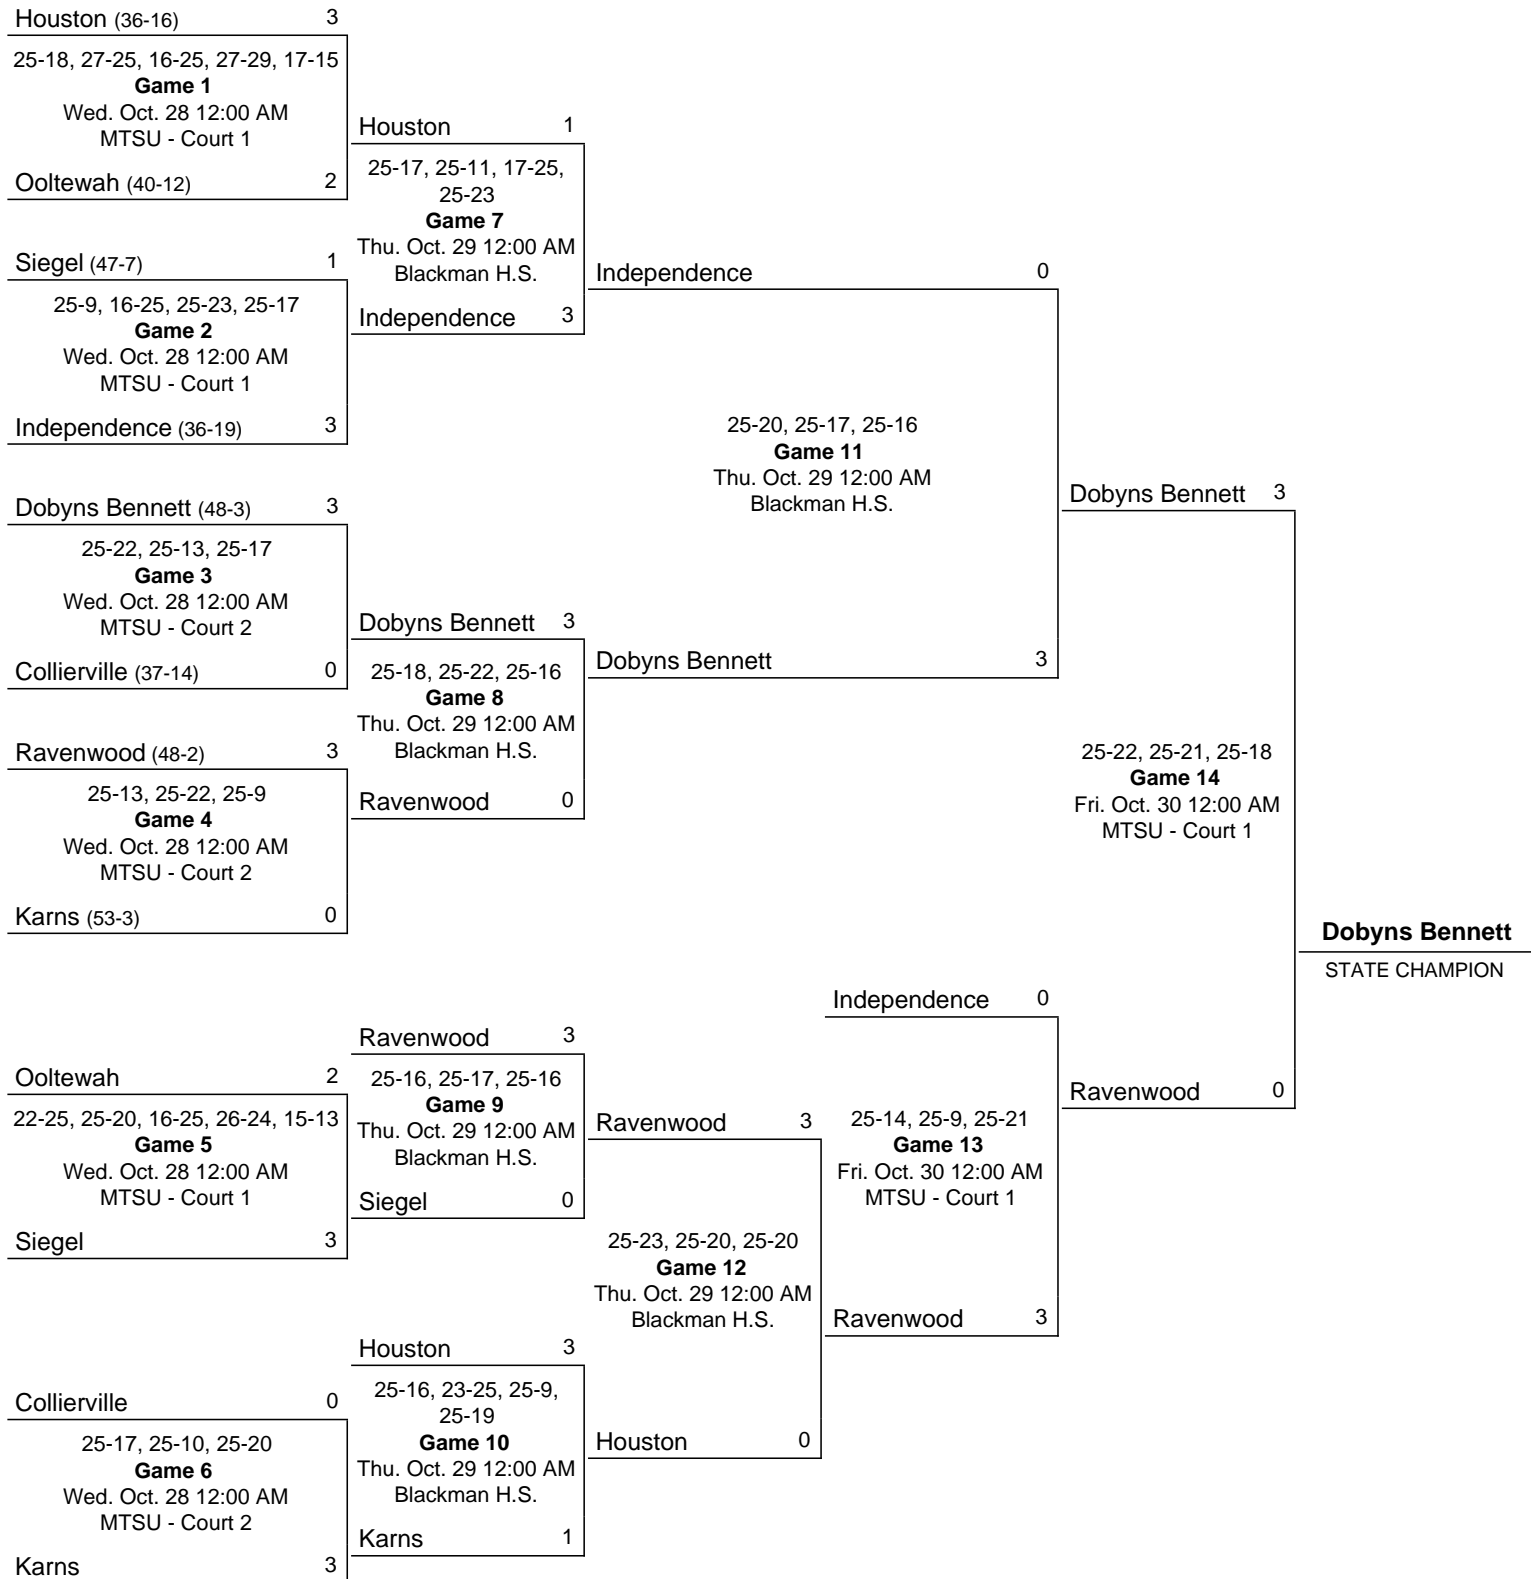 Houston (36-16) 3
25-18, 27-25, 16-25, 27-29, 17-15
Game 1
Wed. Oct. 28 12:00 AM
MTSU - Court 1
Ooltewah (40-12) 2
Siegel (47-7) 1
25-9, 16-25, 25-23, 25-17
Game 2
Wed. Oct. 28 12:00 AM
MTSU - Court 1
Independence (36-19) 3
Dobyns Bennett (48-3) 3
25-22, 25-13, 25-17
Game 3
Wed. Oct. 28 12:00 AM
MTSU - Court 2
Collierville (37-14) 0
Ravenwood (48-2) 3
25-13, 25-22, 25-9
Game 4
Wed. Oct. 28 12:00 AM
MTSU - Court 2
Karns (53-3) 0
Ooltewah 2
22-25, 25-20, 16-25, 26-24, 15-13
Game 5
Wed. Oct. 28 12:00 AM
MTSU - Court 1
Siegel 3
Collierville 0
25-17, 25-10, 25-20
Game 6
Wed. Oct. 28 12:00 AM
MTSU - Court 2
Karns 3
Houston 1
25-17, 25-11, 17-25,
25-23
Game 7
Thu. Oct. 29 12:00 AM
Blackman H.S.
Independence 3
Dobyns Bennett 3
25-18, 25-22, 25-16
Game 8
Thu. Oct. 29 12:00 AM
Blackman H.S.
Ravenwood 0
Ravenwood 3
25-16, 25-17, 25-16
Game 9
Thu. Oct. 29 12:00 AM
Blackman H.S.
Siegel 0
Houston 3
25-16, 23-25, 25-9,
25-19
Game 10
Thu. Oct. 29 12:00 AM
Blackman H.S.
Karns 1
Independence 0
25-20, 25-17, 25-16
Game 11
Thu. Oct. 29 12:00 AM
Blackman H.S.
Dobyns Bennett 3
Ravenwood 3
25-23, 25-20, 25-20
Game 12
Thu. Oct. 29 12:00 AM
Blackman H.S.
Houston 0
Independence 0
25-14, 25-9, 25-21
Game 13
Fri. Oct. 30 12:00 AM
MTSU - Court 1
Ravenwood 3
Dobyns Bennett 3
25-22, 25-21, 25-18
Game 14
Fri. Oct. 30 12:00 AM
MTSU - Court 1
Ravenwood 0
Dobyns Bennett
STATE CHAMPION